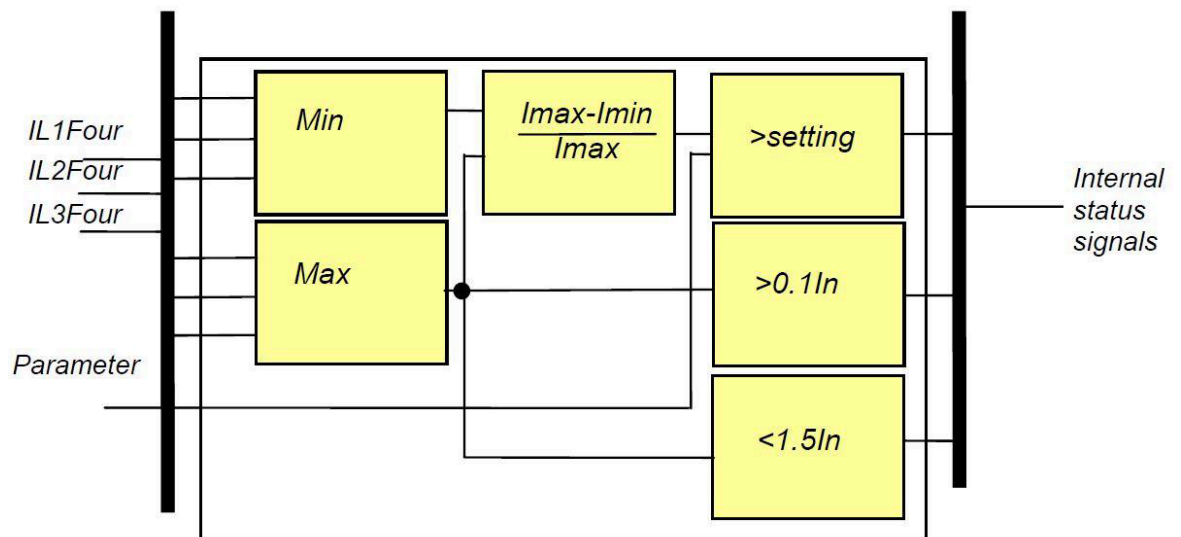 IL1Four
IL2Four
IL3Four
Parameter
Min
Max
Imax-Imin
Imax
>setting
>0.1In
<1.5In
Internal
status
signals